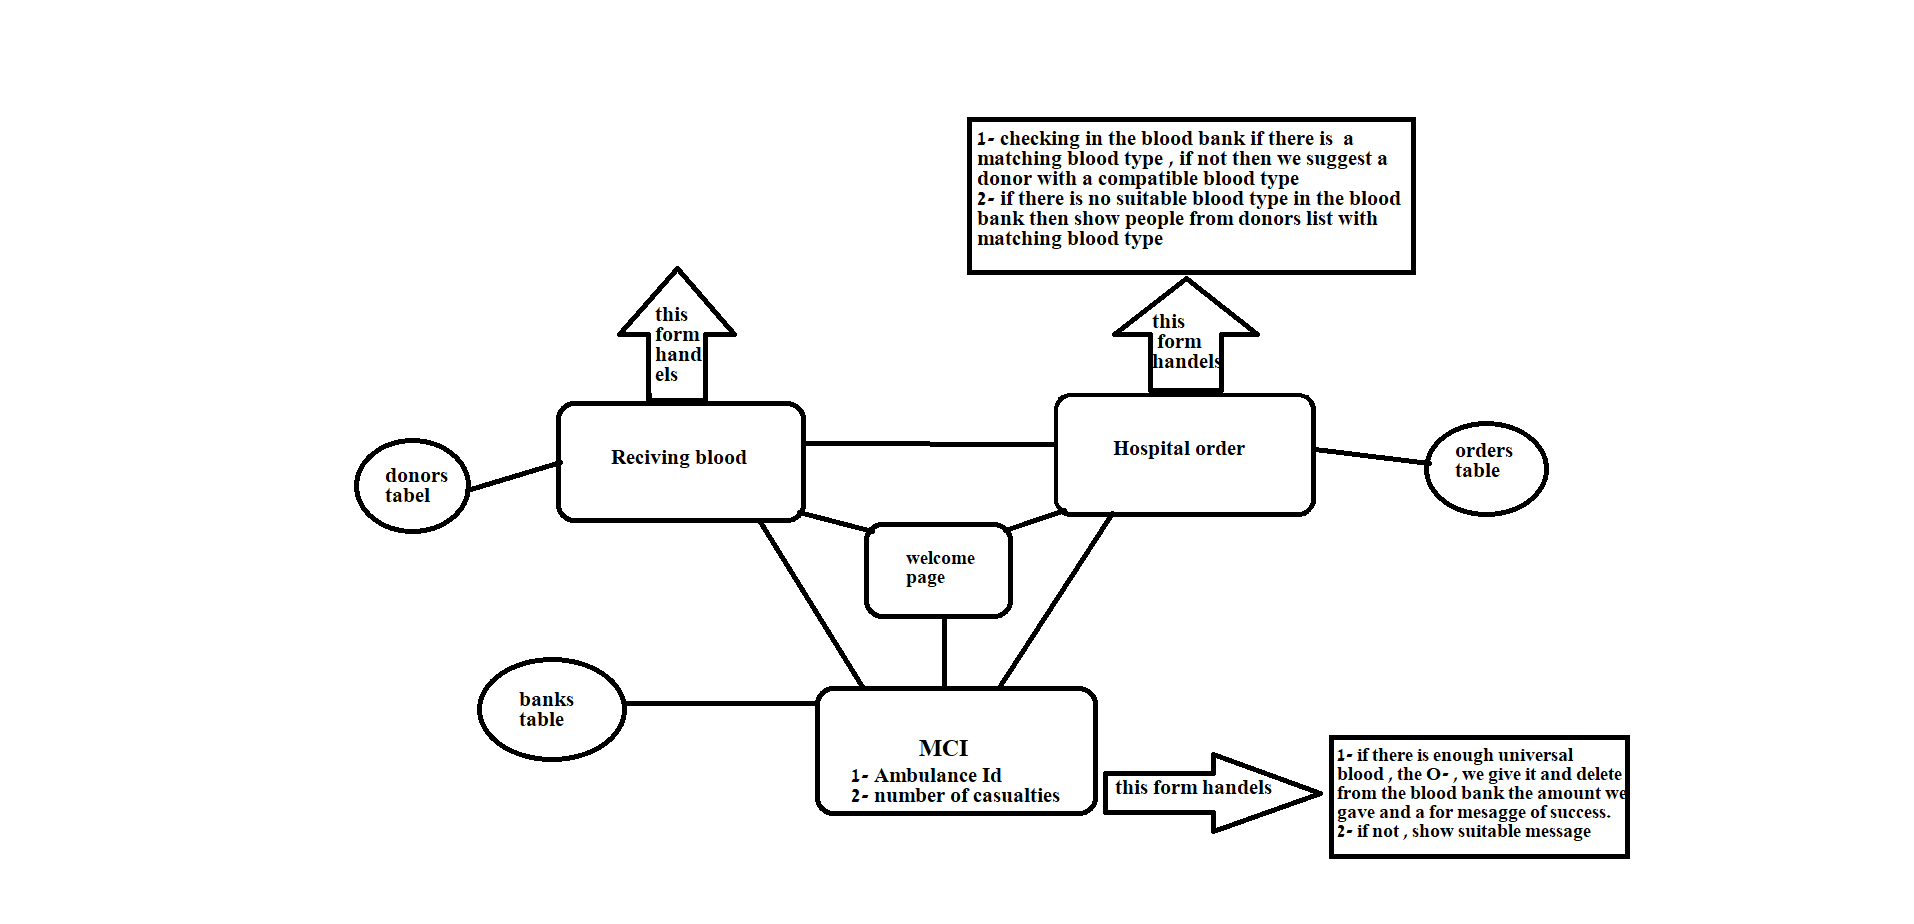 1- checking in the blood bank if there is a
matching blood type , if not then we suggest a
donor with a compatible blood type
2- if there is no suitable blood type in the blood
bank then show people from donors list with
matching blood type
this
form
hand
els
this
form
handels
Reciving blood
Hospital order
donors
tabel
orders
table
welcome
page
banks
table
MCI
1- Ambulance Id
2- number of casualties
this form handels
1- if there is enough universal
blood , the O- , we give it and delete
from the blood bank the amount we
gave and a for mesagge of success.
2- if not , show suitable message